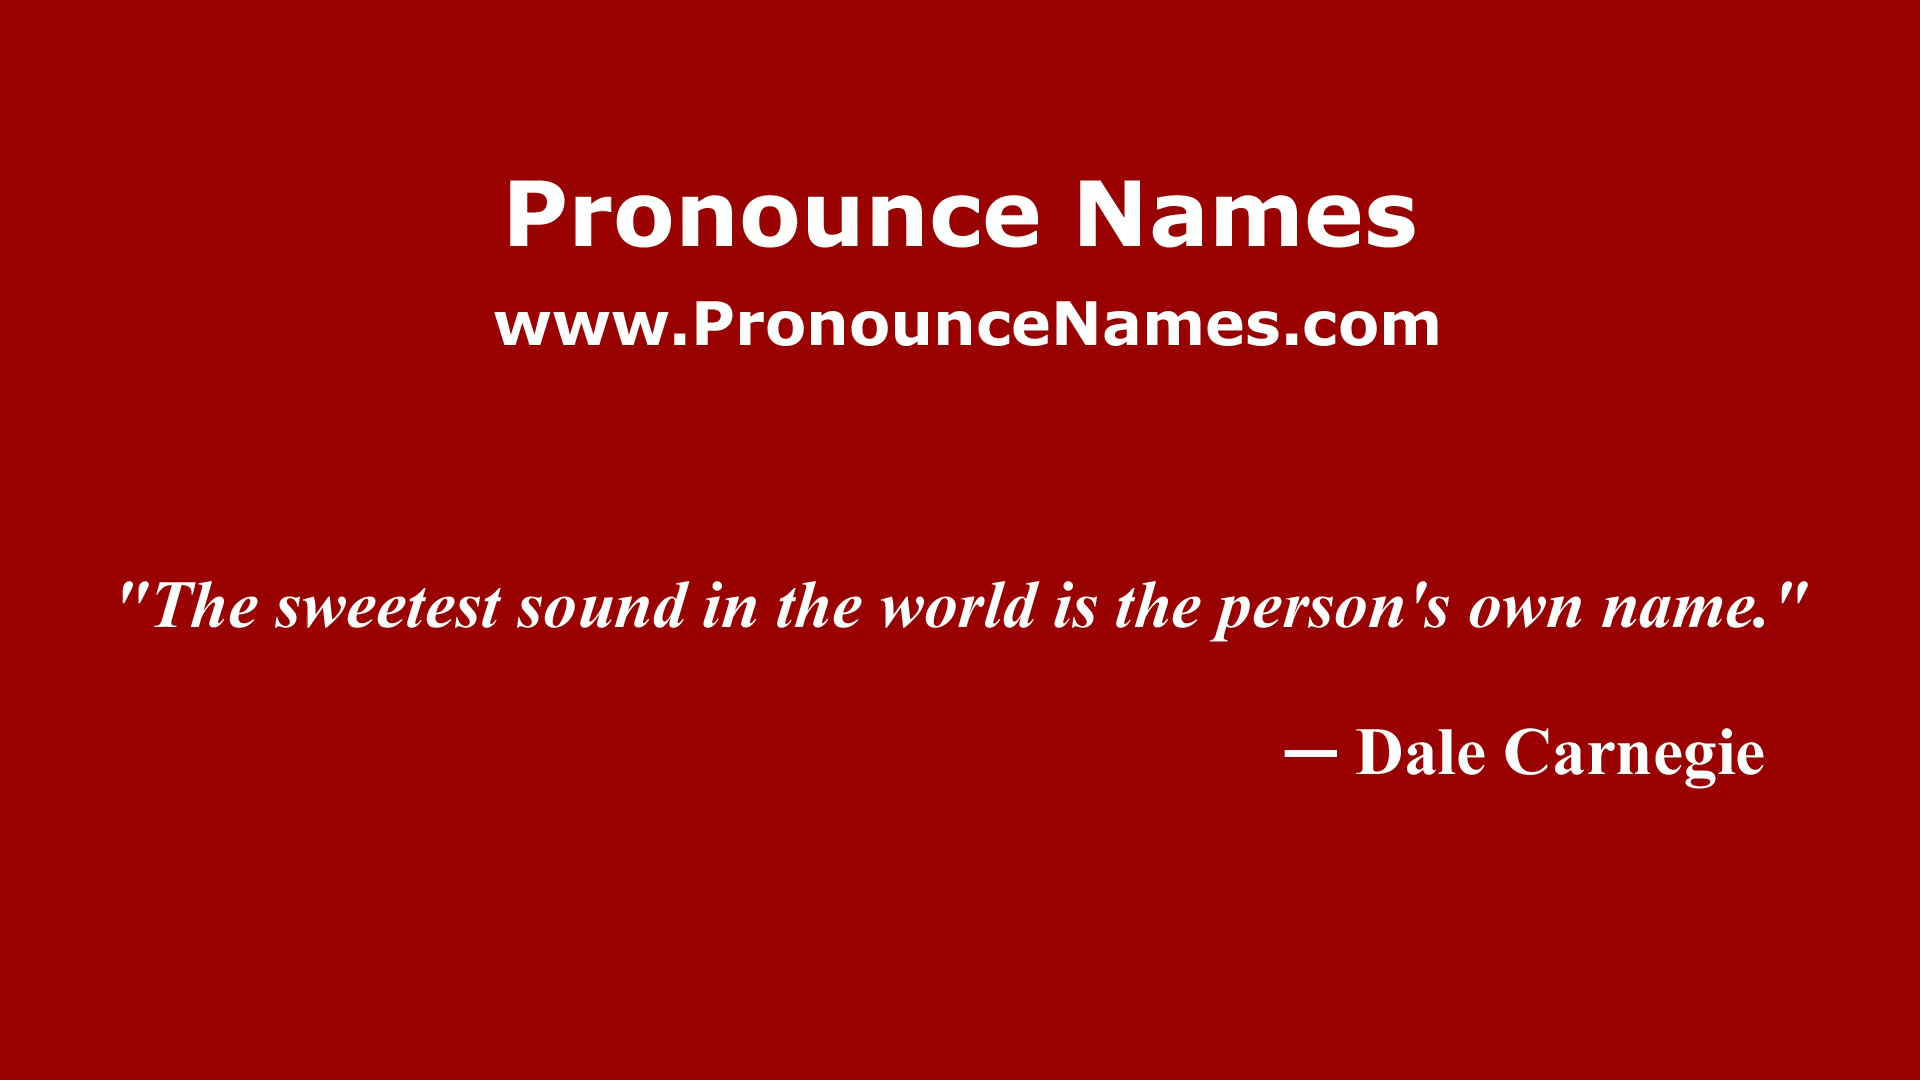 Pronounce Names
www.PronounceNames.com
"The sweetest sound in the world is the person's own name."
— Dale Carnegie